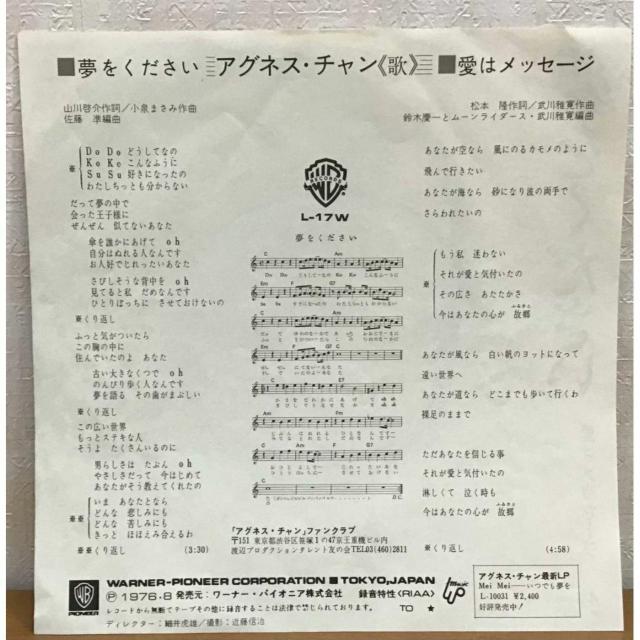 ■夢をください アグネス・チャン《歌》 ■愛はメッセージ
山川啓介作詞／小泉まさみ作曲
佐藤 準編曲
Do Do どうしてなの
Ko Ko こんなふうに
Su Su 好きになったの
わたしちっとも分からない
だって夢の中で
会った王子様に
ぜんぜん 似てないあなた
傘を誰かにあげて oh
自分はぬれる人なんです
お人好でじれったいあなた
さびしそうな背中を oh
見てると私 だめなんです
ひとりぼっちに させておけないの
※くり返し
ふっと気がついたら
この胸の中に
住んでいたのよ あなた
古い大きなくつで oh
のんびり歩く人なんです
夢を語る その歯がまぶしい
※くり返し
この広い世界
もっとステキな人
そうよ たくさんいるのに
男らしさは たぶん oh
やさしさだって 今はじめて
あなたがそう教えてくれたの
いま あなたとなら
どんな 悲しみにも
どんな 苦しみにも
きっと ほほえみ合えるわ
※※くり返し (3:30)
WB
RECORDS
L-17W
夢をください
「アグネス・チャン」ファンクラブ
〒151 東京都渋谷区笹塚1の47京王重機ビル内
渡辺プロダクションタレント友の会TEL03(460)2811
松本 隆作詞／武川雅寛作曲
鈴木慶一とムーンライダース・武川雅寛編曲
あなたが空なら 風にのるカモメのように
飛んで行きたい
あなたが海なら 砂になり波の両手で
さらわれたいの
もう私 迷わない
それが愛と気付いたの
その広さ あたたかさ
今はあなたの心が 故郷
ふるさと
あなたが風なら 白い帆のヨットになって
遠い世界へ
あなたが道なら どこまでも歩いて行くわ
裸足のままで
ただあなたを信じる事
それが愛と気付いたの
淋しくて 泣く時も
今はあなたの心が 故郷
ふるさと
※くり返し (4:58)
WB
PIONEER
WARNER-PIONEER CORPORATION ■ TOKYO, JAPAN
Ⓟ1976・8 発売元：ワーナー・パイオニア株式会社 録音特性〈RIAA〉
レコードから無断でテープその他に録音することは法律で禁じられております。 TO ★
ディレクター：細井虎雄／撮影：近藤信治
music
LP
アグネス・チャン最新LP
Mei Mei——いつでも夢を
L-10031 ¥2,400
好評発売中！